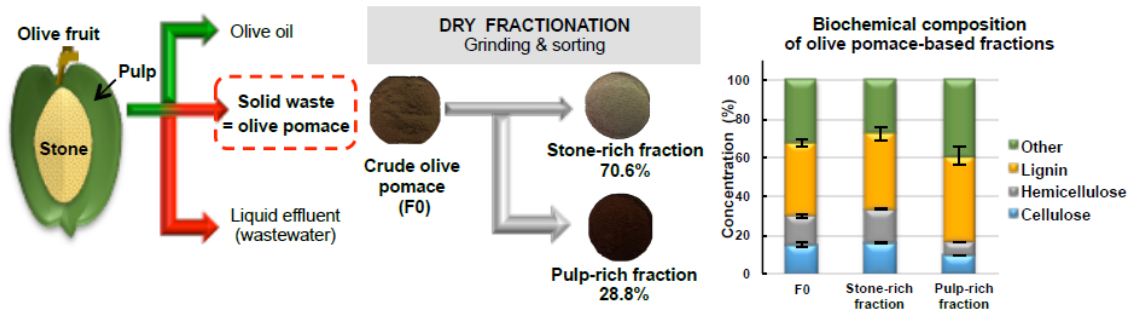 Olive fruit
Pulp
Stone
Olive oil
Solid waste
= olive pomace
Liquid effluent
(wastewater)
DRY FRACTIONATION
Grinding & sorting
Crude olive
pomace
(F0)
Stone-rich fraction
70.6%
Pulp-rich fraction
28.8%
Biochemical composition
of olive pomace-based fractions
Concentration (%)
100
80
60
40
20
0
F0
Stone-rich
fraction
Pulp-rich
fraction
Other
Lignin
Hemicellulose
Cellulose